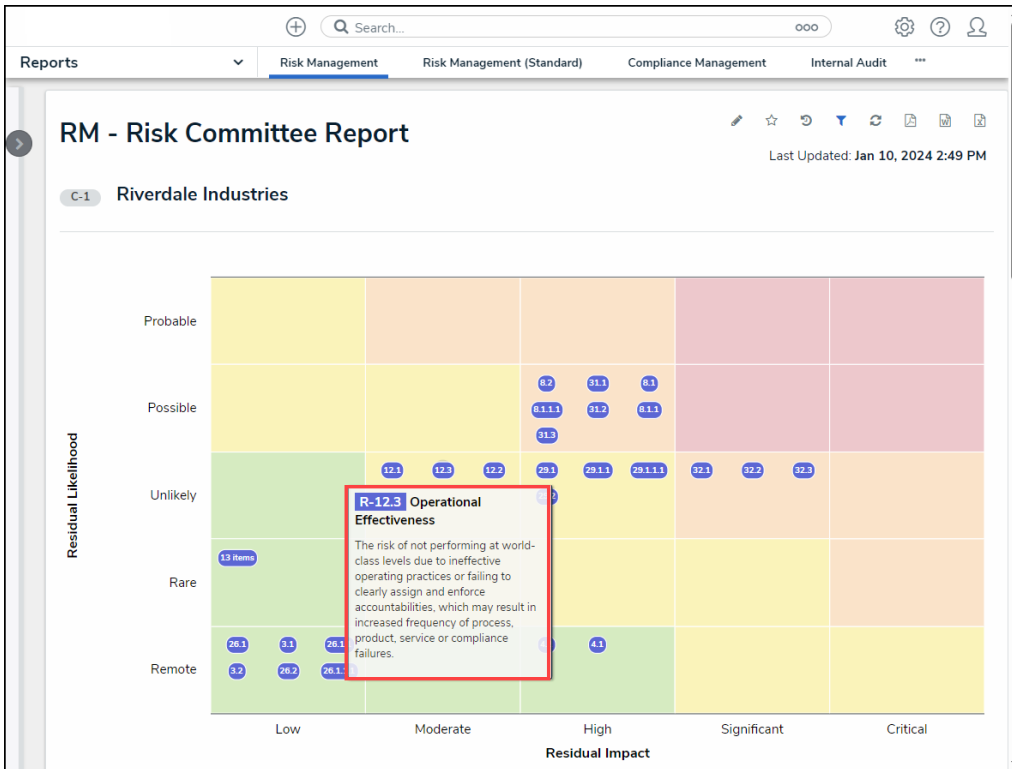 Search...
Reports
Risk Management
Risk Management (Standard)
Compliance Management
Internal Audit
RM - Risk Committee Report
Last Updated: Jan 10, 2024 2:49 PM
C-1 Riverdale Industries
Residual Likelihood
Probable
Possible
8.2 31.1 8.1
8.1.1.1 31.2 8.1.1
31.3
Unlikely
12.1 12.3 12.2 29.1 29.1.1 29.1.1.1 32.1 32.2 32.3
R-12.3 Operational
Effectiveness
The risk of not performing at world-
class levels due to ineffective
operating practices or failing to
clearly assign and enforce
accountabilities, which may result in
increased frequency of process,
product, service or compliance
failures.
Rare
13 items
Remote
26.1 3.1 4.1
3.2 26.2
Low Moderate High Significant Critical
Residual Impact